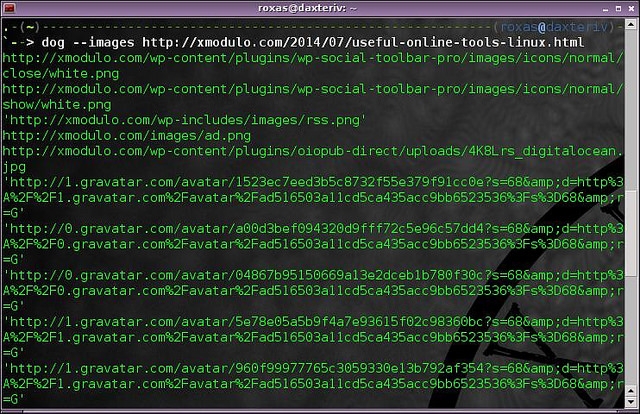 roxas@daxteriv: ~
.-(~)------------------------------------------------------(roxas@daxteriv)-
`--> dog --images http://xmodulo.com/2014/07/useful-online-tools-linux.html
http://xmodulo.com/wp-content/plugins/wp-social-toolbar-pro/images/icons/normal/
close/white.png
http://xmodulo.com/wp-content/plugins/wp-social-toolbar-pro/images/icons/normal/
show/white.png
'http://xmodulo.com/wp-includes/images/rss.png'
http://xmodulo.com/images/ad.png
http://xmodulo.com/wp-content/plugins/oiopub-direct/uploads/4K8Lrs_digitalocean.
jpg
'http://1.gravatar.com/avatar/1523ec7eed3b5c8732f55e379f91cc0e?s=68&amp;d=http%3
A%2F%2F1.gravatar.com%2Favatar%2Fad516503a11cd5ca435acc9bb6523536%3Fs%3D68&amp;r
=G'
'http://0.gravatar.com/avatar/a00d3bef094320d9fff72c5e96c57dd4?s=68&amp;d=http%3
A%2F%2F0.gravatar.com%2Favatar%2Fad516503a11cd5ca435acc9bb6523536%3Fs%3D68&amp;r
=G'
'http://0.gravatar.com/avatar/04867b95150669a13e2dceb1b780f30c?s=68&amp;d=http%3
A%2F%2F0.gravatar.com%2Favatar%2Fad516503a11cd5ca435acc9bb6523536%3Fs%3D68&amp;r
=G'
'http://1.gravatar.com/avatar/5e78e05a5b9f4a7e93615f02c98360bc?s=68&amp;d=http%3
A%2F%2F1.gravatar.com%2Favatar%2Fad516503a11cd5ca435acc9bb6523536%3Fs%3D68&amp;r
=G'
'http://1.gravatar.com/avatar/960f99977765c3059330e13b792af354?s=68&amp;d=http%3
A%2F%2F1.gravatar.com%2Favatar%2Fad516503a11cd5ca435acc9bb6523536%3Fs%3D68&amp;r
=G'